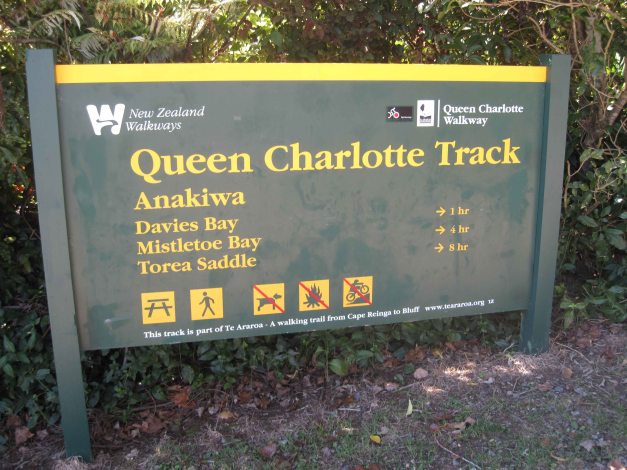 New Zealand
Walkways
Queen Charlotte
Walkway
Queen Charlotte Track
Anakiwa
Davies Bay → 1 hr
Mistletoe Bay → 4 hr
Torea Saddle → 8 hr
This track is part of Te Araroa - A walking trail from Cape Reinga to Bluff www.teararoa.org 12